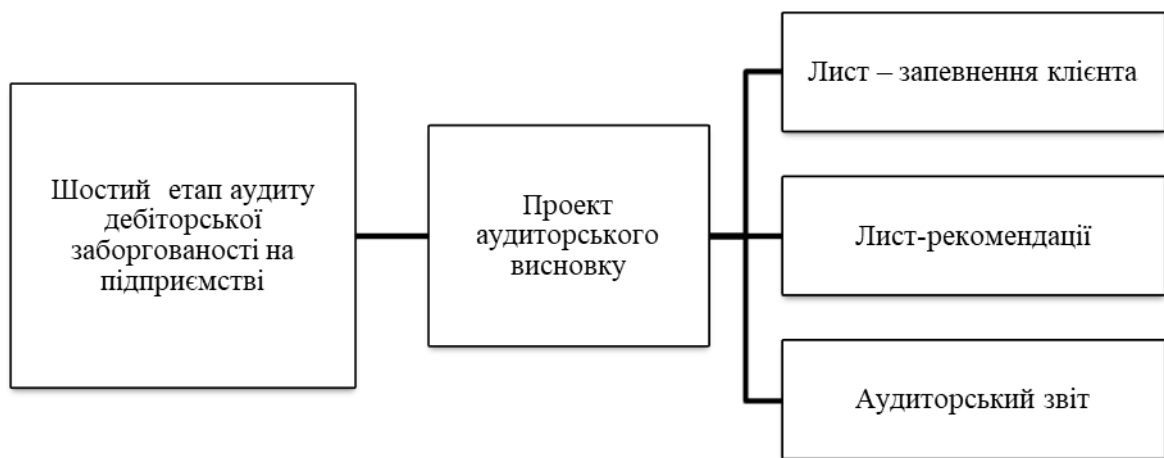 Шостий етап аудиту
дебіторської
заборгованості на
підприємстві
Проект
аудиторського
висновку
Лист – запевнення клієнта
Лист-рекомендації
Аудиторський звіт